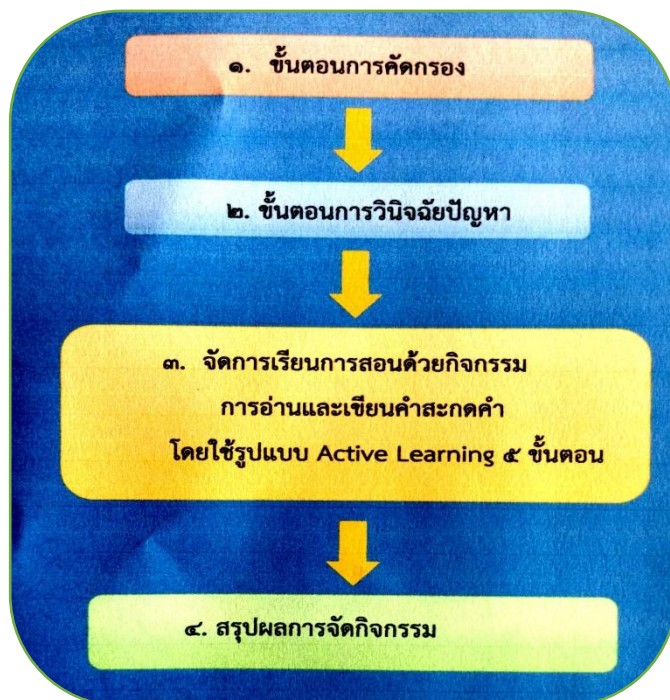 ๑. ขั้นตอนการคัดกรอง
๒. ขั้นตอนการวินิจฉัยปัญหา
๓. จัดการเรียนการสอนด้วยกิจกรรม
การอ่านและเขียนคำสะกดคำ
โดยใช้รูปแบบ Active Learning ๕ ขั้นตอน
๔. สรุปผลการจัดกิจกรรม